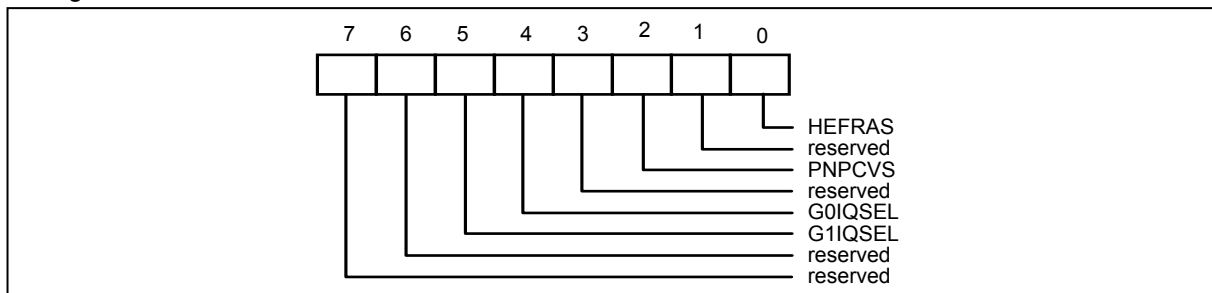 7 6 5 4 3 2 1 0
HEFRAS
reserved
PNPCVS
reserved
G0IQSEL
G1IQSEL
reserved
reserved